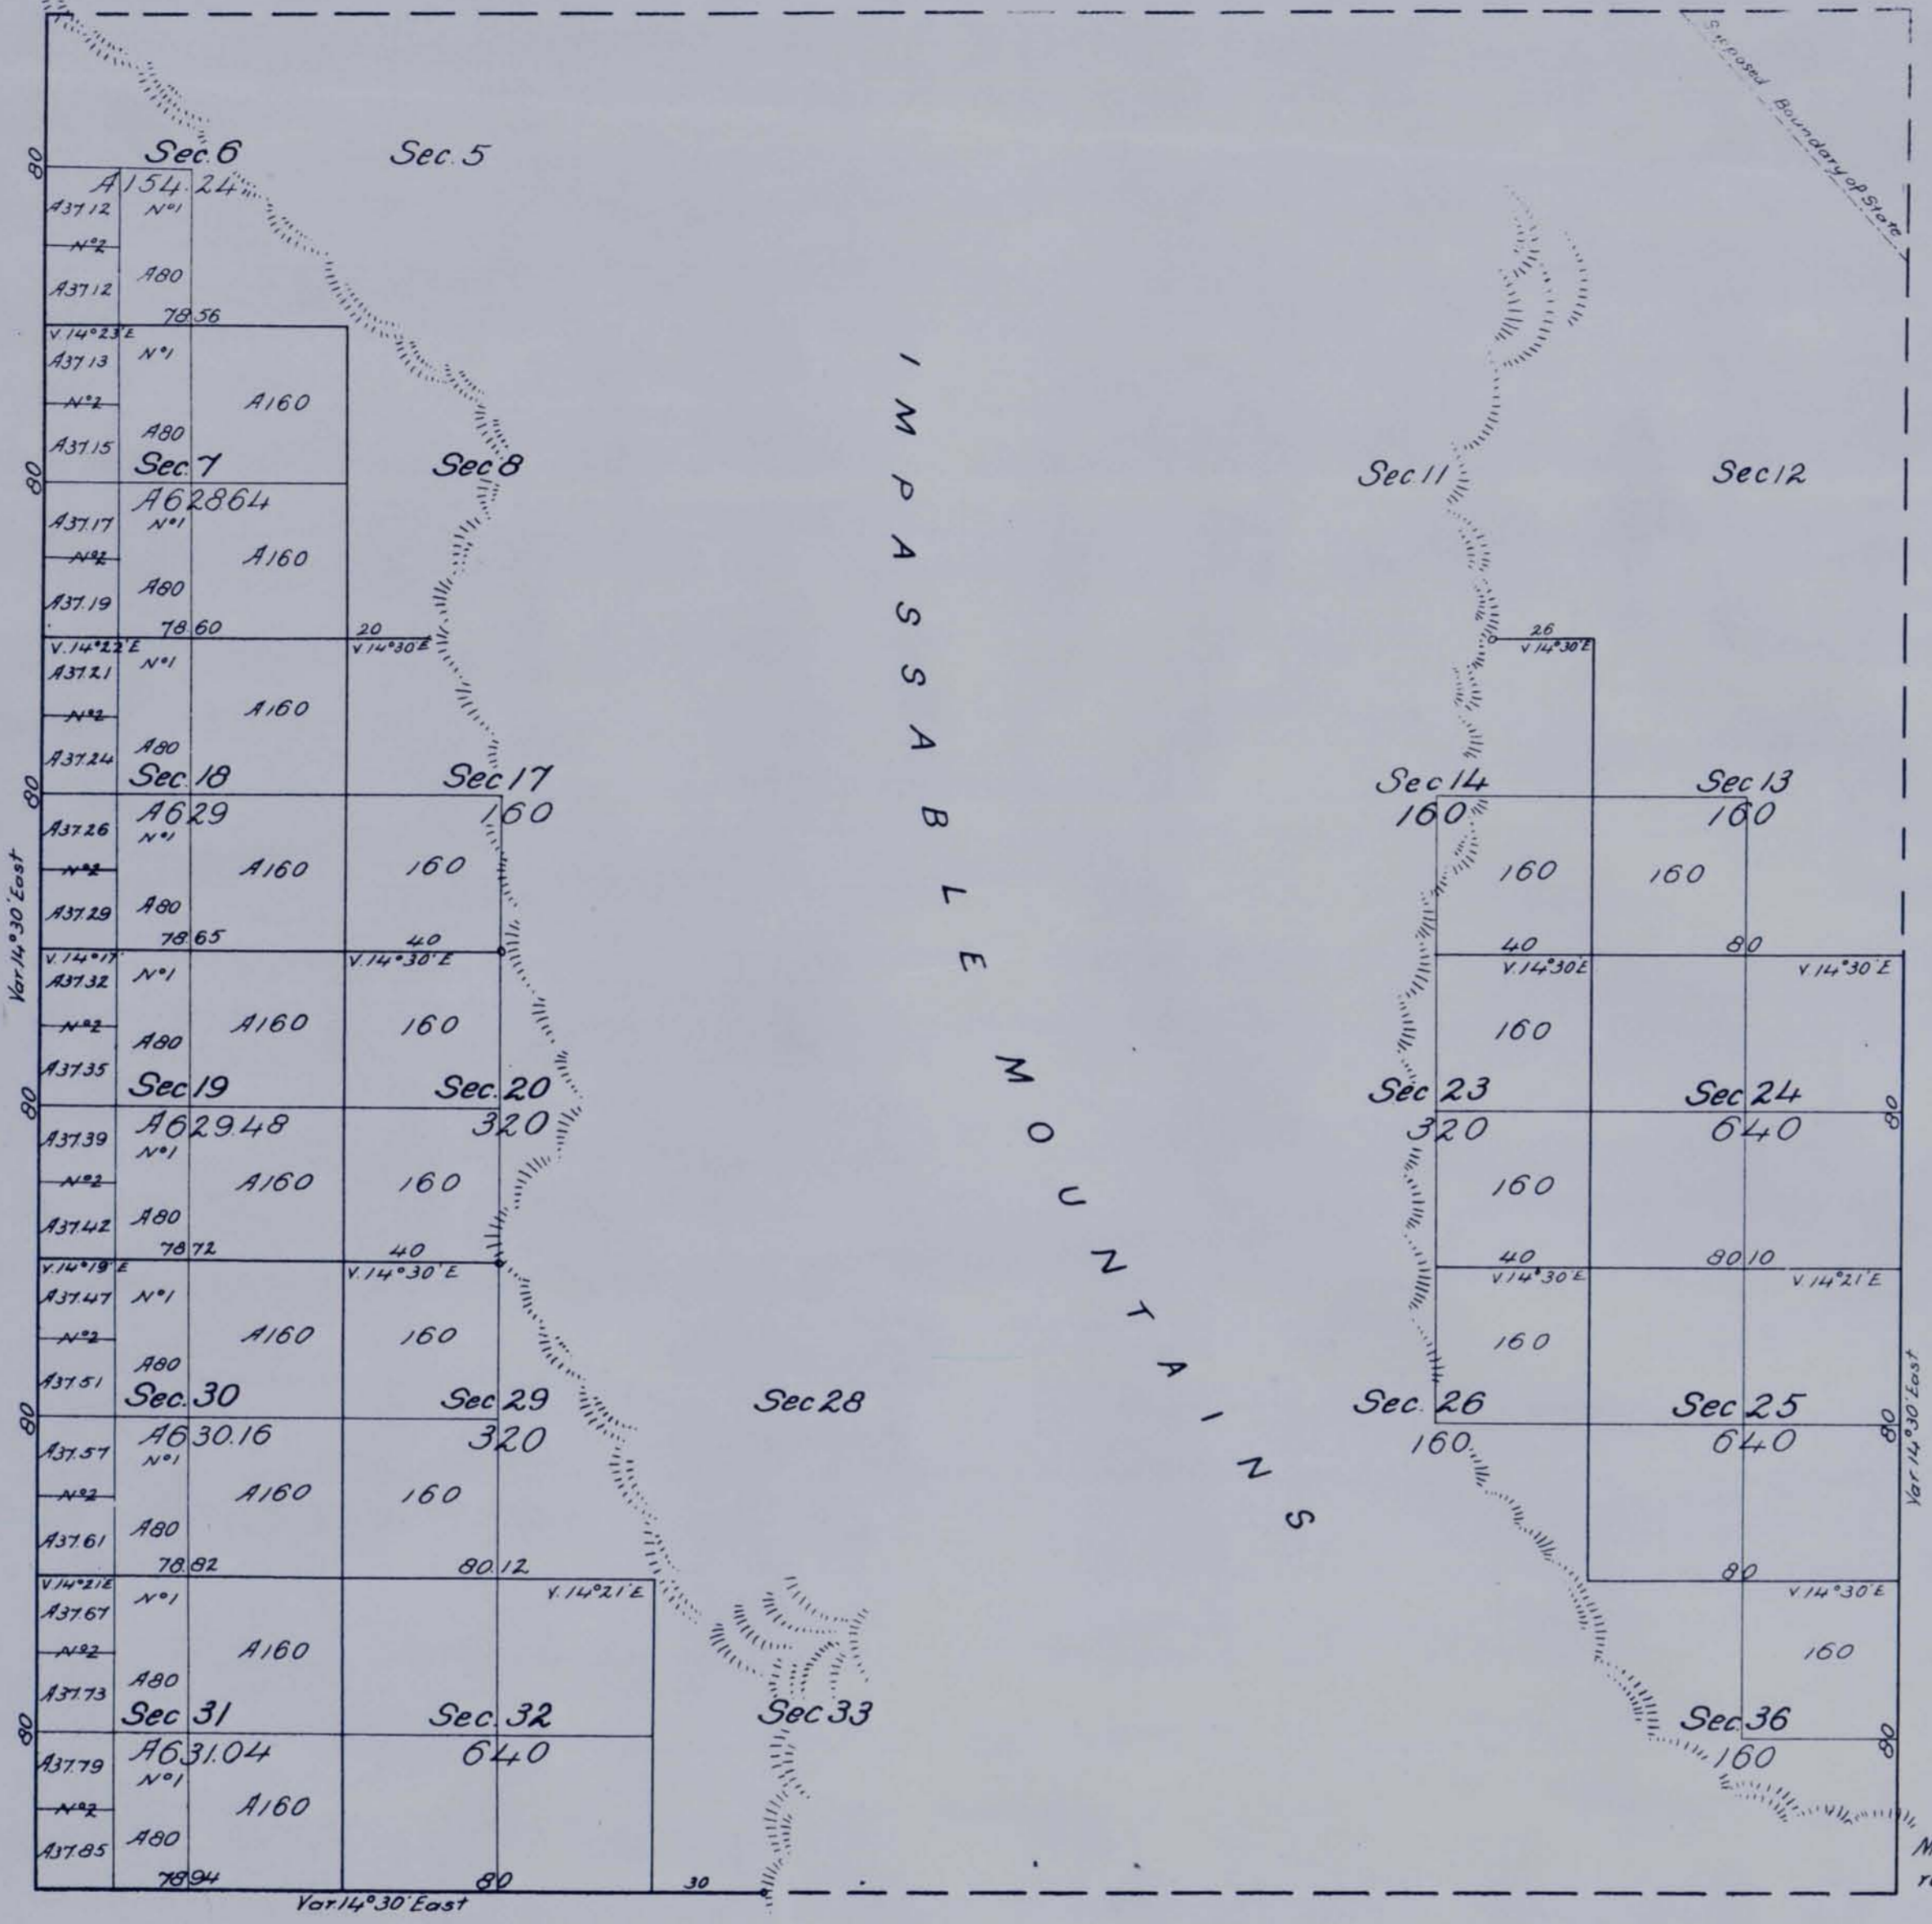 Supposed Boundary of State
80
Sec. 6
Sec. 5
A154.24
A37.12
Nº1
Nº2
A37.12
A80
78.56
V. 14°23'E
A37.13
Nº1
Nº2
A160
A37.15
A80
80
Sec. 7
Sec 8
Sec. 11
Sec 12
A628.64
A37.17
Nº1
Nº2
A160
A37.19
A80
78.60
20
26
V. 14°22'E
V 14°30'E
V 14°30'E
A37.21
Nº1
Nº2
A160
A37.24
A80
80
Sec. 18
Sec 17
Sec 14
Sec 13
A629
160
160
160
A37.26
Nº1
Nº2
A160
160
160
160
A37.29
A80
78.65
40
40
80
V. 14°17'
V. 14°30'E
V. 14°30'E
V. 14°30'E
A37.32
Nº1
Nº2
A160
160
160
A37.35
A80
80
Sec 19
Sec. 20
Sec 23
Sec 24
80
A629.48
320
320
640
A37.39
Nº1
Nº2
A160
160
160
A37.42
A80
78.72
40
40
80.10
V. 14°19'E
V. 14°30'E
V. 14°30'E
V. 14°21'E
A37.47
Nº1
Nº2
A160
160
160
A37.51
A80
80
Sec. 30
Sec 29
Sec 28
Sec. 26
Sec 25
80
A630.16
320
160
640
A37.57
Nº1
Nº2
A160
160
A37.61
A80
78.82
80.12
80
V. 14°21'E
V. 14°21'E
V. 14°30'E
A37.67
Nº1
Nº2
A160
160
A37.73
A80
80
Sec 31
Sec. 32
Sec 33
Sec. 36
80
A631.04
640
160
A37.79
Nº1
Nº2
A160
A37.85
A80
78.94
80
30
Var. 14°30' East
Var. 14°30' East
Var. 14°30' East
IMPASSABLE MOUNTAINS